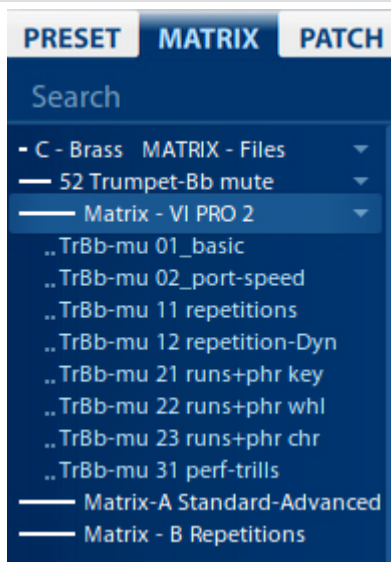 PRESET MATRIX PATCH
Search
- C - Brass MATRIX - Files
52 Trumpet-Bb mute
Matrix - VI PRO 2
..TrBb-mu 01_basic
..TrBb-mu 02_port-speed
..TrBb-mu 11 repetitions
..TrBb-mu 12 repetition-Dyn
..TrBb-mu 21 runs+phr key
..TrBb-mu 22 runs+phr whl
..TrBb-mu 23 runs+phr chr
..TrBb-mu 31 perf-trills
Matrix-A Standard-Advanced
Matrix - B Repetitions